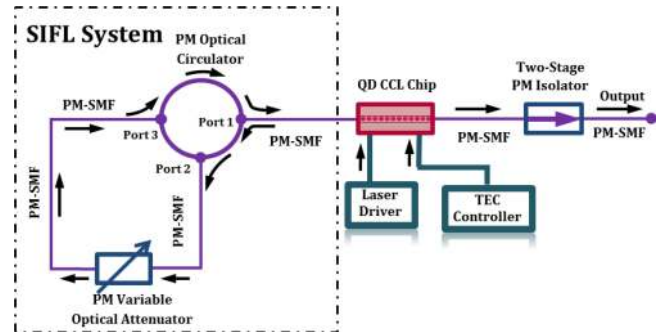 SIFL System
PM Optical
Circulator
PM-SMF
Port 3
Port 1
PM-SMF
Port 2
PM-SMF
PM-SMF
PM Variable
Optical Attenuator
QD CCL Chip
Two-Stage
PM Isolator
Output
PM-SMF
PM-SMF
Laser
Driver
TEC
Controller